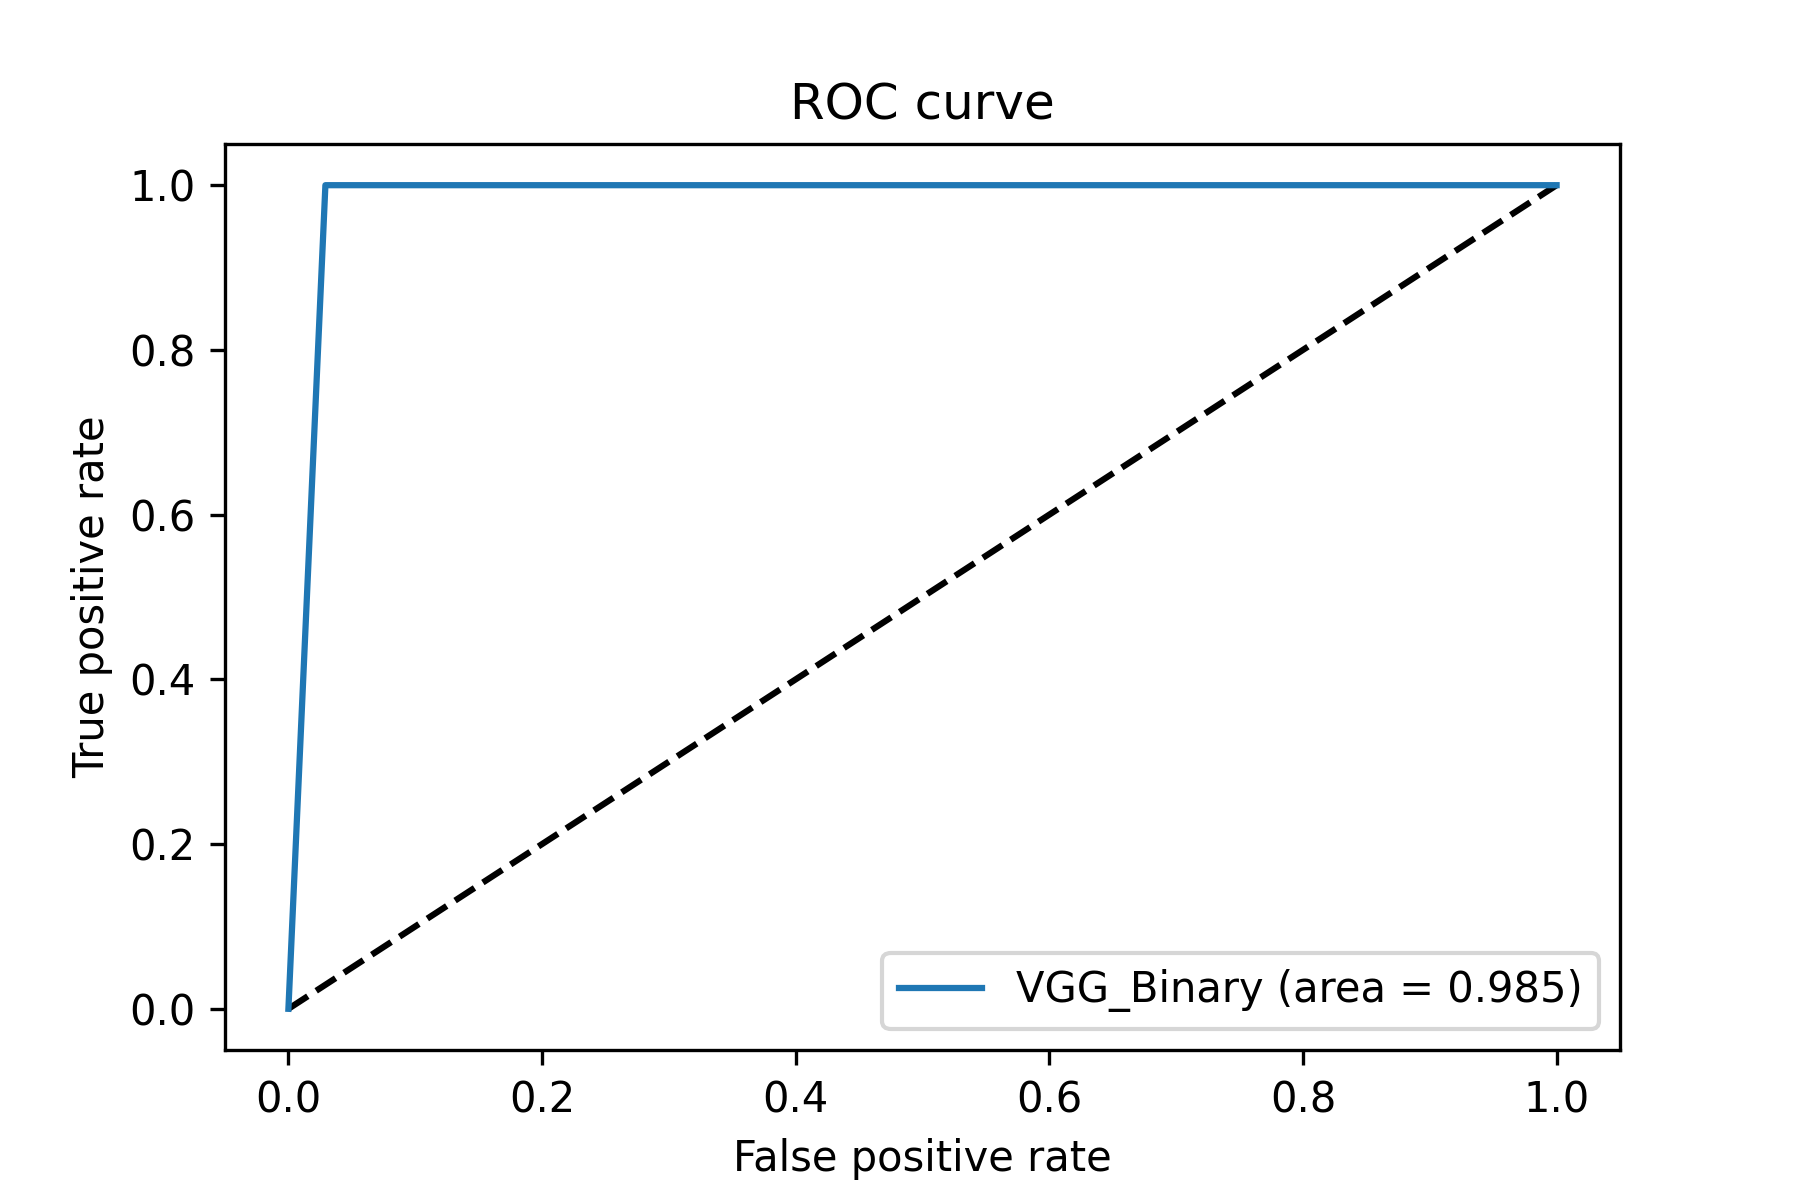 ROC curve
1.0
0.8
0.6
0.4
0.2
0.0
True positive rate
VGG_Binary (area = 0.985)
0.0 0.2 0.4 0.6 0.8 1.0
False positive rate